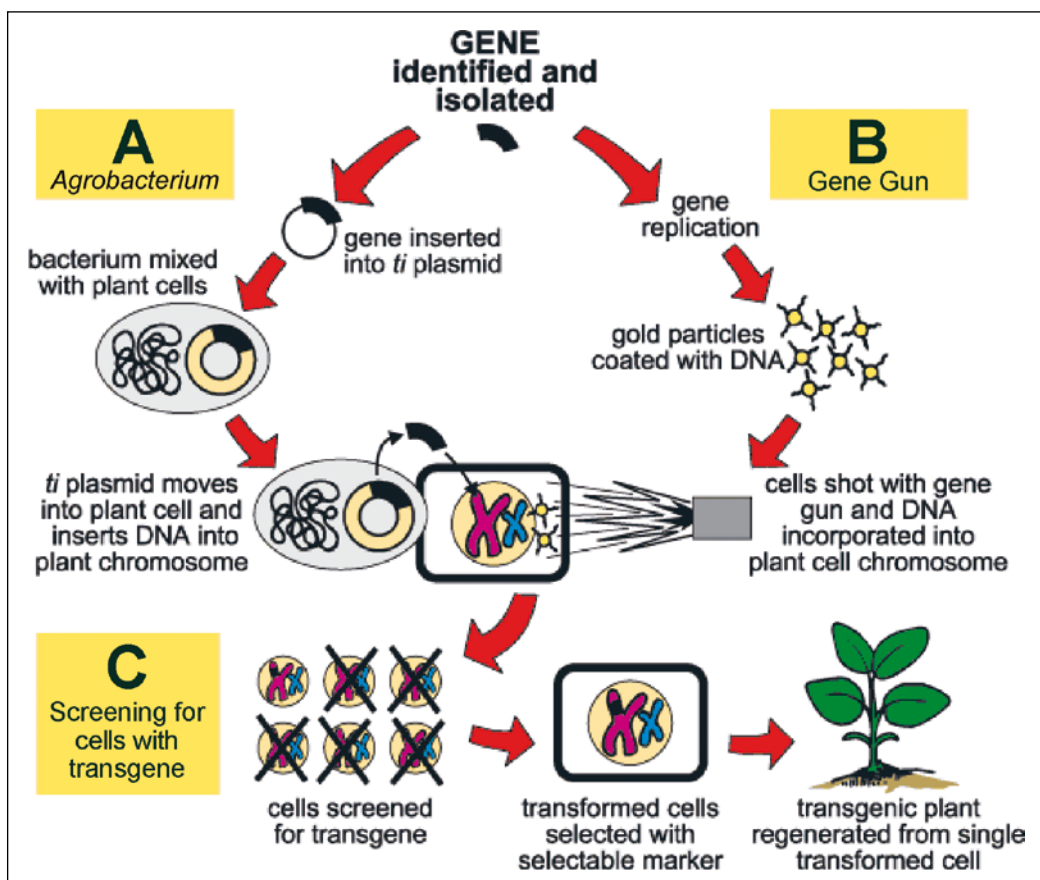 GENE
identified and
isolated
A
Agrobacterium
B
Gene Gun
gene inserted
into ti plasmid
gene
replication
bacterium mixed
with plant cells
gold particles
coated with DNA
ti plasmid moves
into plant cell and
inserts DNA into
plant chromosome
cells shot with gene
gun and DNA
incorporated into
plant cell chromosome
C
Screening for
cells with
transgene
cells screened
for transgene
transformed cells
selected with
selectable marker
transgenic plant
regenerated from single
transformed cell